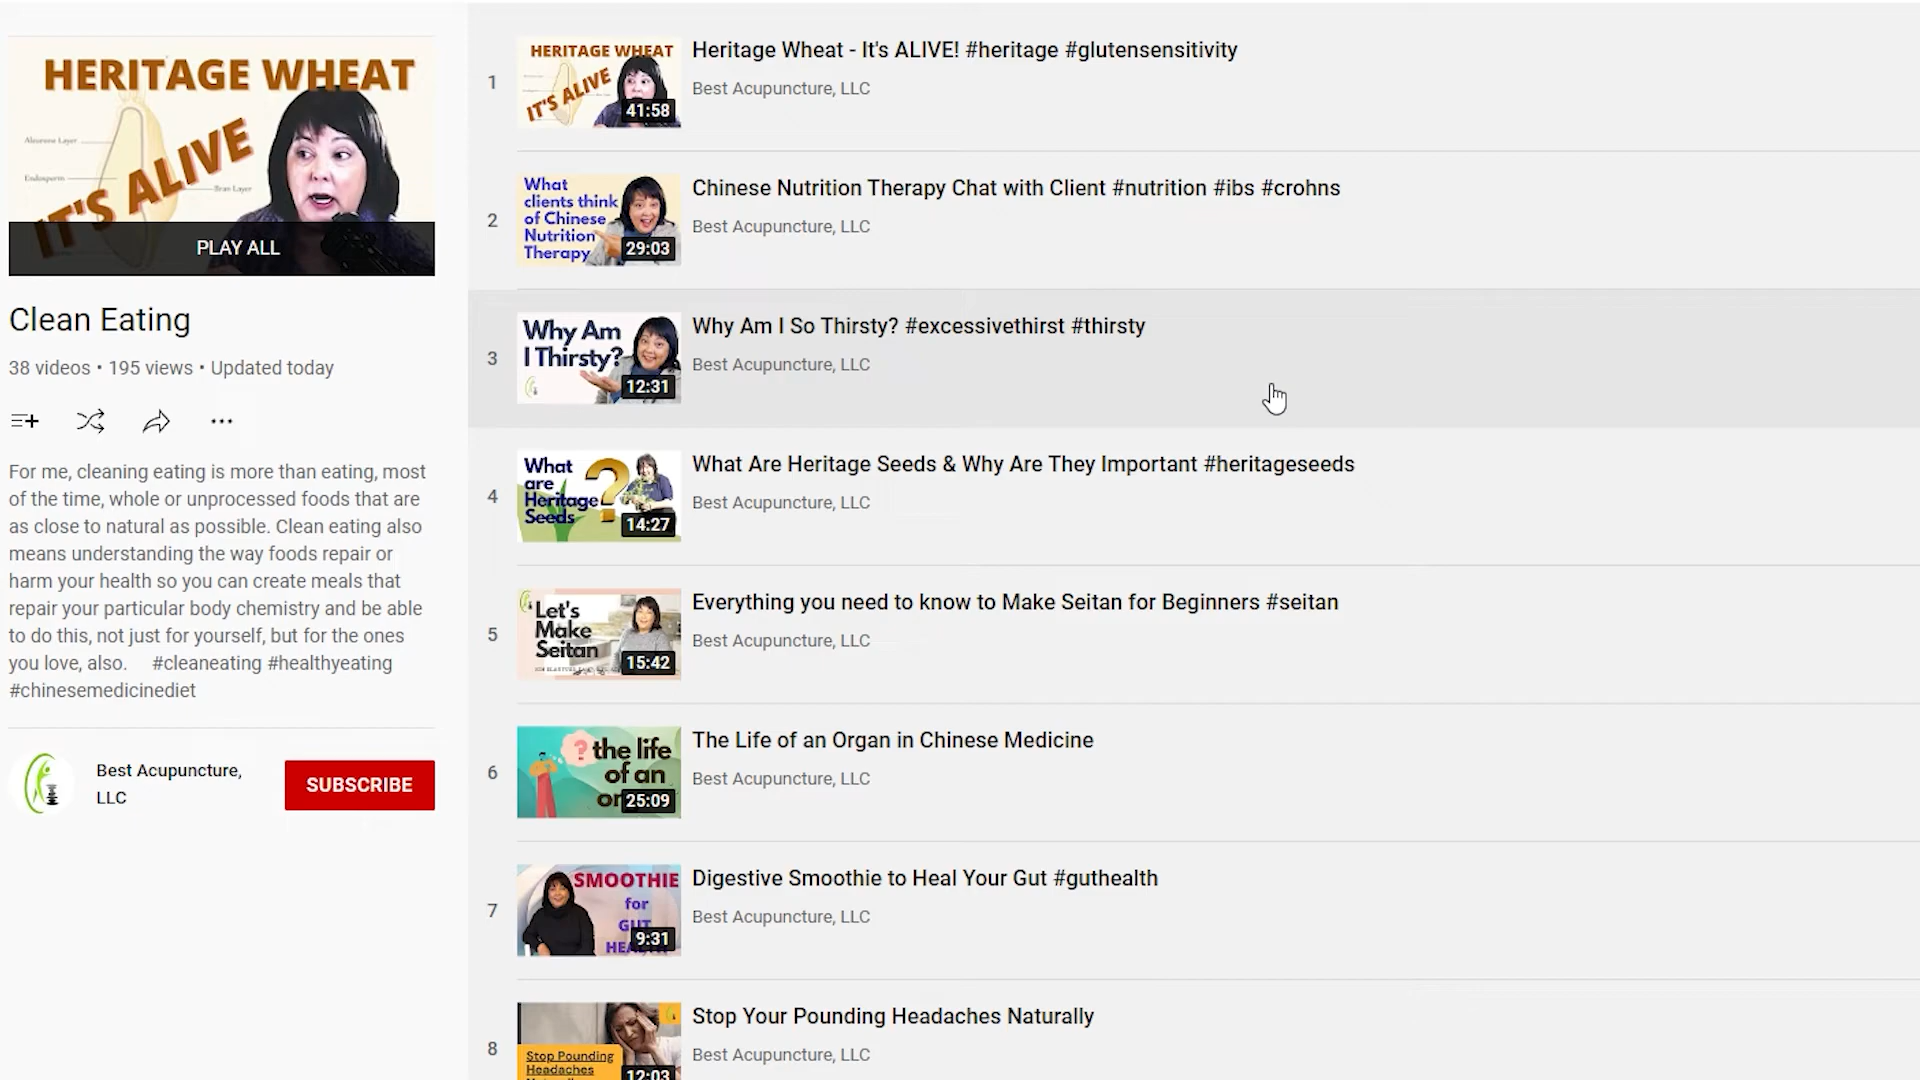 HERITAGE WHEAT
IT'S ALIVE
Aleurone Layer
Endosperm
Bran Layer
PLAY ALL
Clean Eating
38 videos • 195 views • Updated today
For me, cleaning eating is more than eating, most
of the time, whole or unprocessed foods that are
as close to natural as possible. Clean eating also
means understanding the way foods repair or
harm your health so you can create meals that
repair your particular body chemistry and be able
to do this, not just for yourself, but for the ones
you love, also. #cleaneating #healthyeating
#chinesemedicinediet
Best Acupuncture,
LLC
SUBSCRIBE
1
HERITAGE WHEAT
IT'S ALIVE
41:58
Heritage Wheat - It's ALIVE! #heritage #glutensensitivity
Best Acupuncture, LLC
2
What
clients think
of Chinese
Nutrition
Therapy
29:03
Chinese Nutrition Therapy Chat with Client #nutrition #ibs #crohns
Best Acupuncture, LLC
3
Why Am
I Thirsty?
12:31
Why Am I So Thirsty? #excessivethirst #thirsty
Best Acupuncture, LLC
4
What
are
Heritage
Seeds
?
14:27
What Are Heritage Seeds & Why Are They Important #heritageseeds
Best Acupuncture, LLC
5
Let's
Make
Seitan
15:42
Everything you need to know to Make Seitan for Beginners #seitan
Best Acupuncture, LLC
6
? the life
of an
or
25:09
The Life of an Organ in Chinese Medicine
Best Acupuncture, LLC
7
SMOOTHIE
for
GUT
9:31
Digestive Smoothie to Heal Your Gut #guthealth
Best Acupuncture, LLC
8
Stop Pounding
Headaches
12:03
Stop Your Pounding Headaches Naturally
Best Acupuncture, LLC